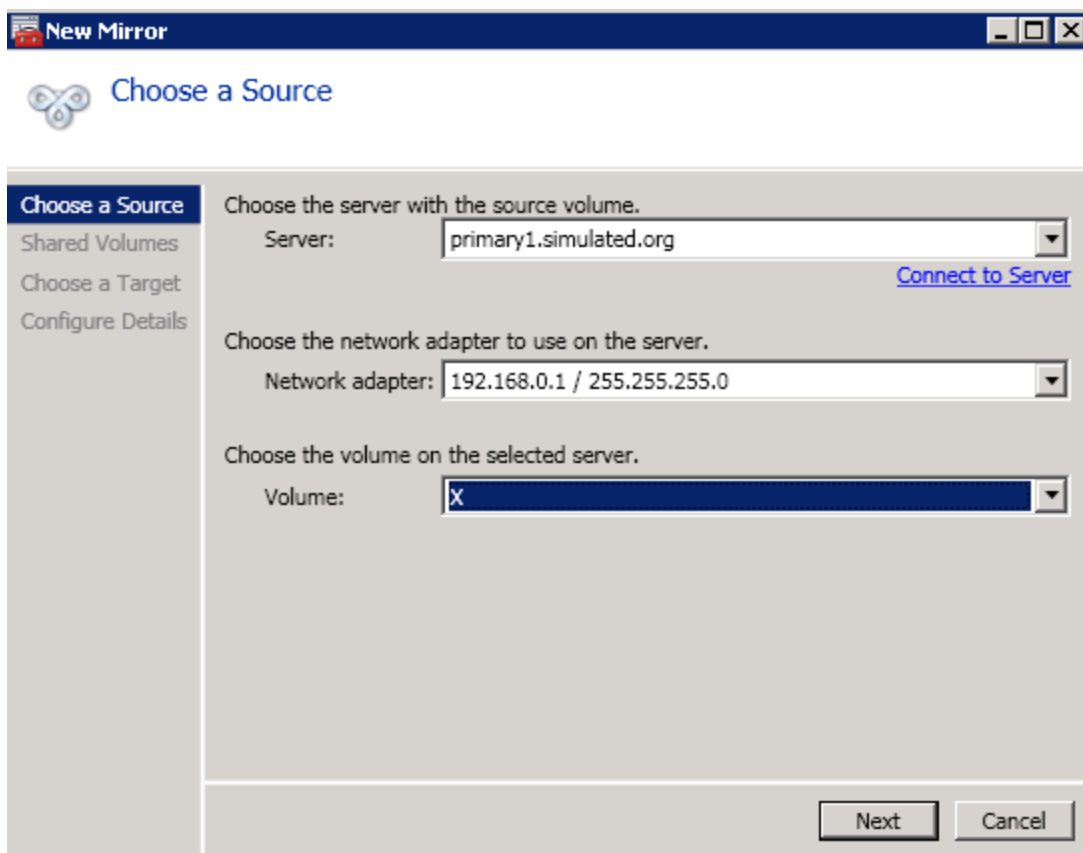 New Mirror
Choose a Source
Choose a Source
Shared Volumes
Choose a Target
Configure Details
Choose the server with the source volume.
Server: primary1.simulated.org
Connect to Server
Choose the network adapter to use on the server.
Network adapter: 192.168.0.1 / 255.255.255.0
Choose the volume on the selected server.
Volume: X
Next Cancel